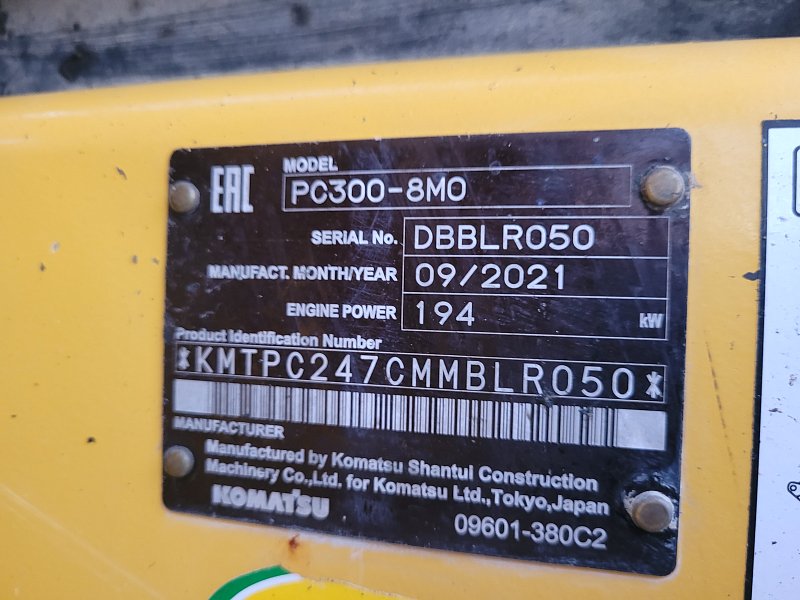 EAC
MODEL
PC300-8M0
SERIAL No.
DBBLR050
MANUFACT. MONTH/YEAR
09/2021
ENGINE POWER
194 kW
Product Identification Number
*KMTPC247CMMBLR050*
MANUFACTURER
Manufactured by Komatsu Shantui Construction
Machinery Co.,Ltd. for Komatsu Ltd.,Tokyo,Japan
KOMATSU
09601-380C2